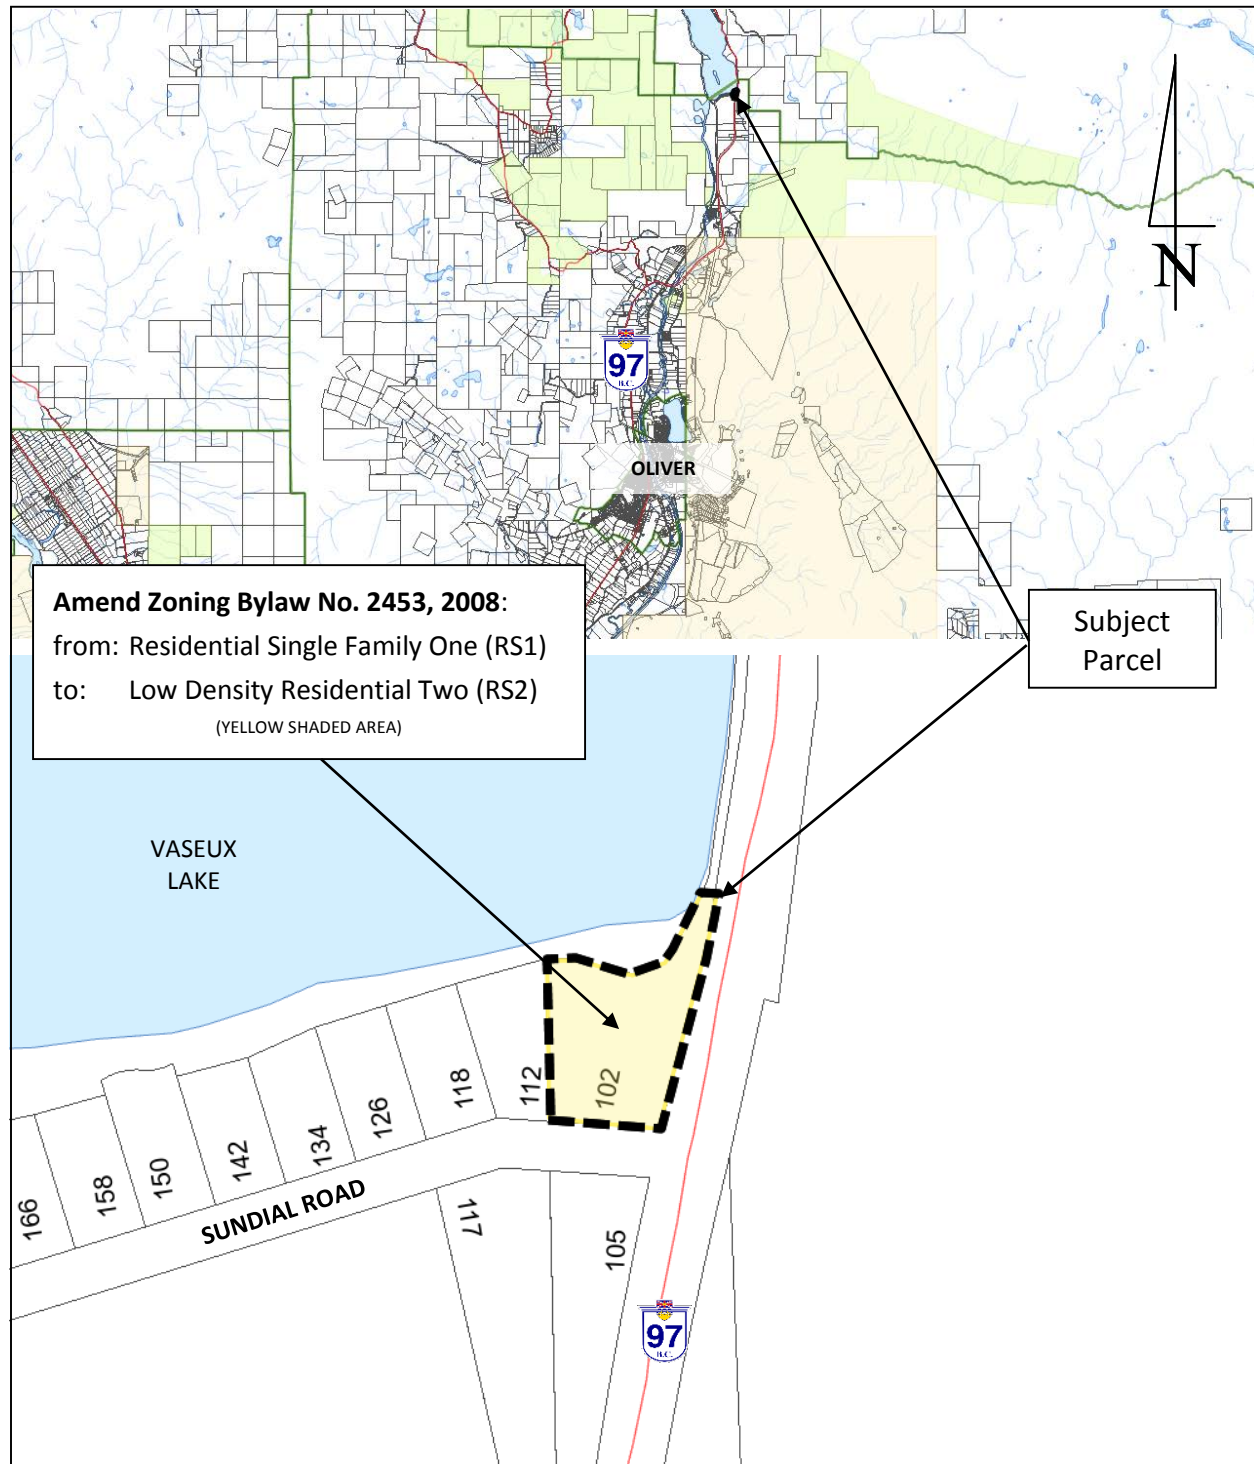 N
97
B.C.
OLIVER
Amend Zoning Bylaw No. 2453, 2008:
from: Residential Single Family One (RS1)
to: Low Density Residential Two (RS2)
(YELLOW SHADED AREA)
Subject
Parcel
VASEUX
LAKE
102
112
118
126
134
142
150
158
166
SUNDIAL ROAD
117
105
97
B.C.